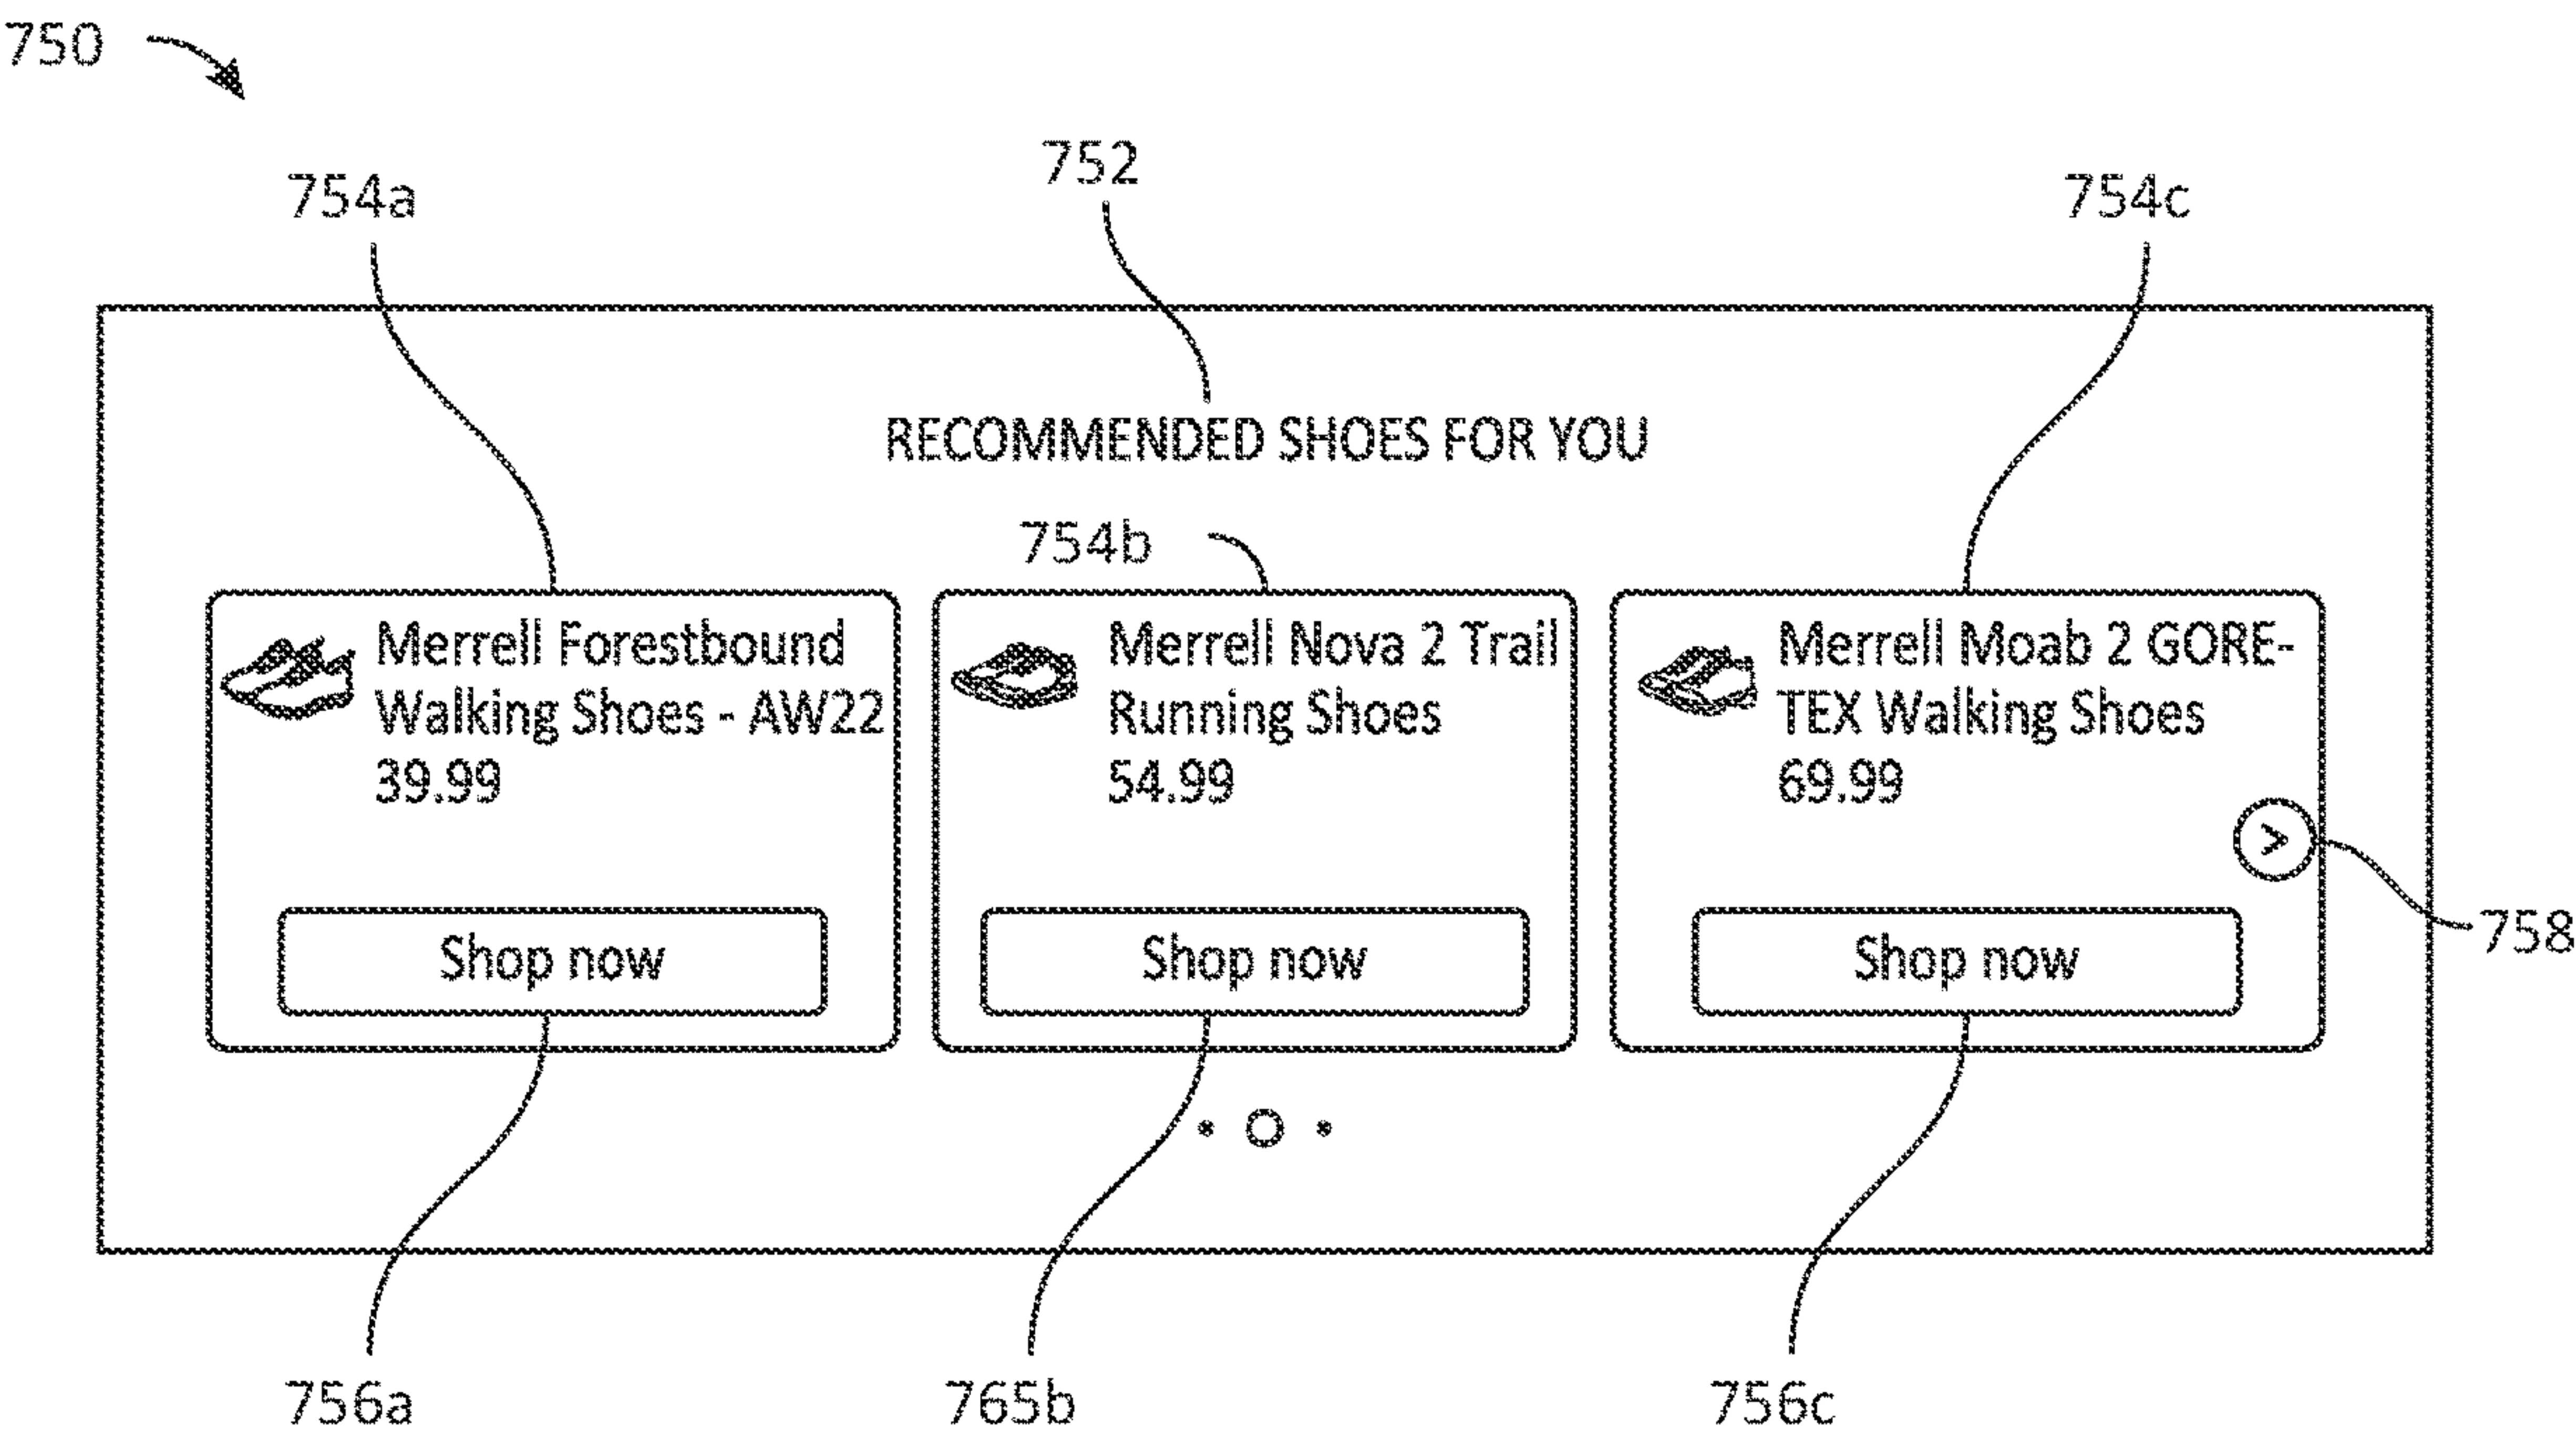 750
752
754a
754c
RECOMMENDED SHOES FOR YOU
754b
Merrell Forestbound
Walking Shoes - AW22
39.99
Shop now
Merrell Nova 2 Trail
Running Shoes
54.99
Shop now
Merrell Moab 2 GORE-
TEX Walking Shoes
69.99
>
Shop now
758
756a
765b
756c